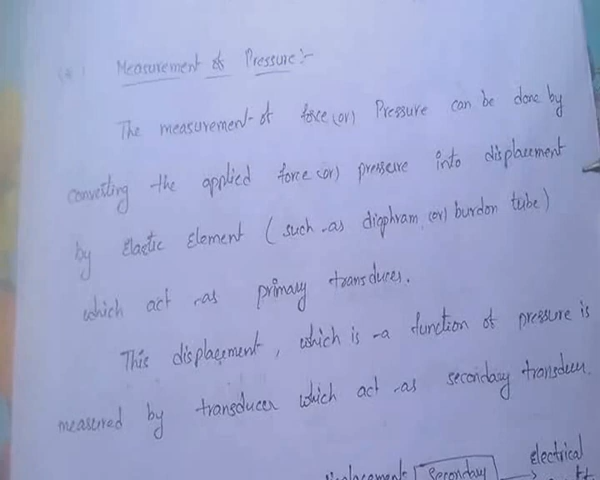 Measurement of Pressure:-
The measurement of force (or) Pressure can be done by
converting the applied force (or) pressure into displacement
by Elastic Element (such as diaphram (or) burdon tube)
which act as primary transducer.
This displacement, which is a function of pressure is
measured by transducer which act as secondary transducer.
displacement Secondary electrical